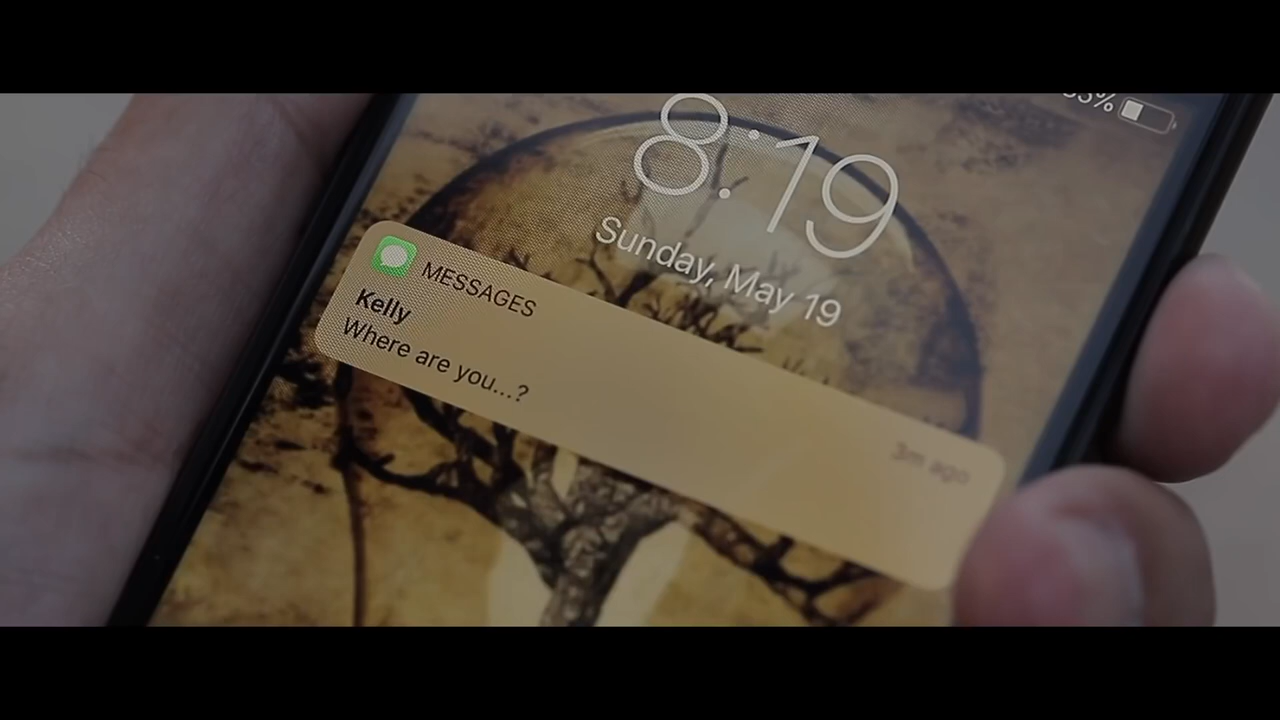 8:19
Sunday, May 19
MESSAGES
Kelly
Where are you...?
3m ago